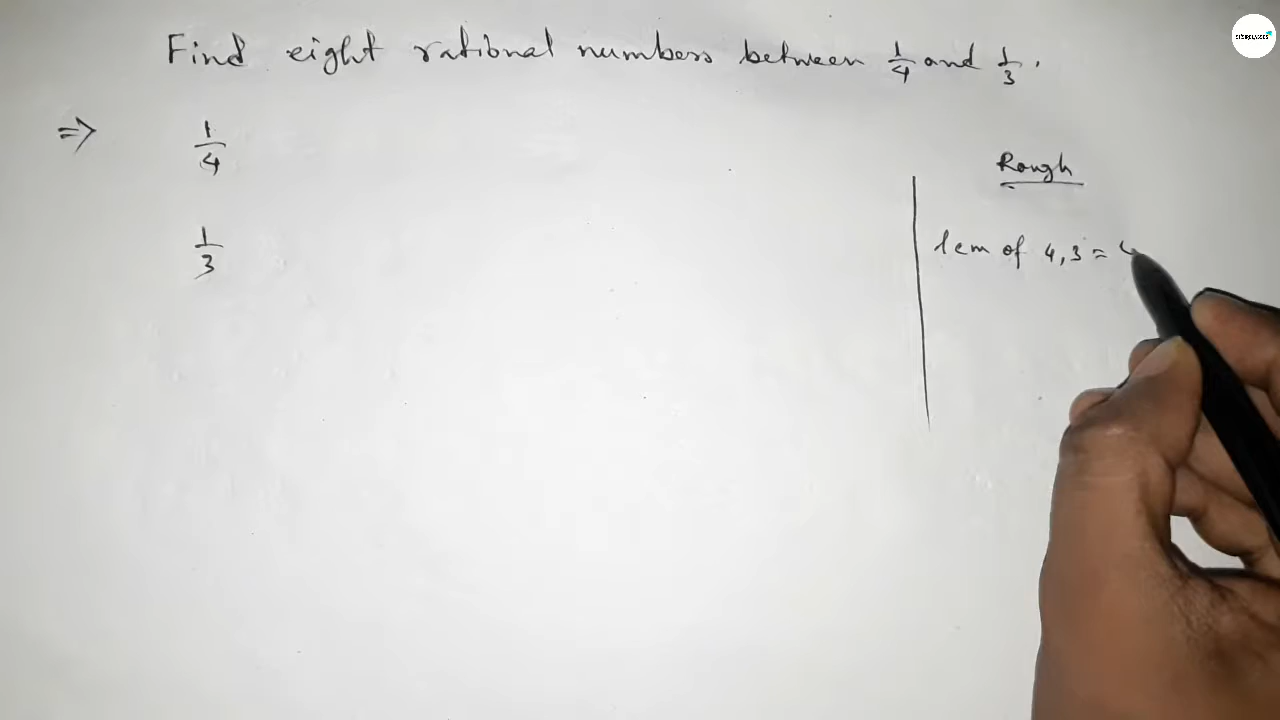 Find eight rational numbers between 1/4 and 1/3.
=> 1/4
Rough
1/3
lcm of 4,3 = 4